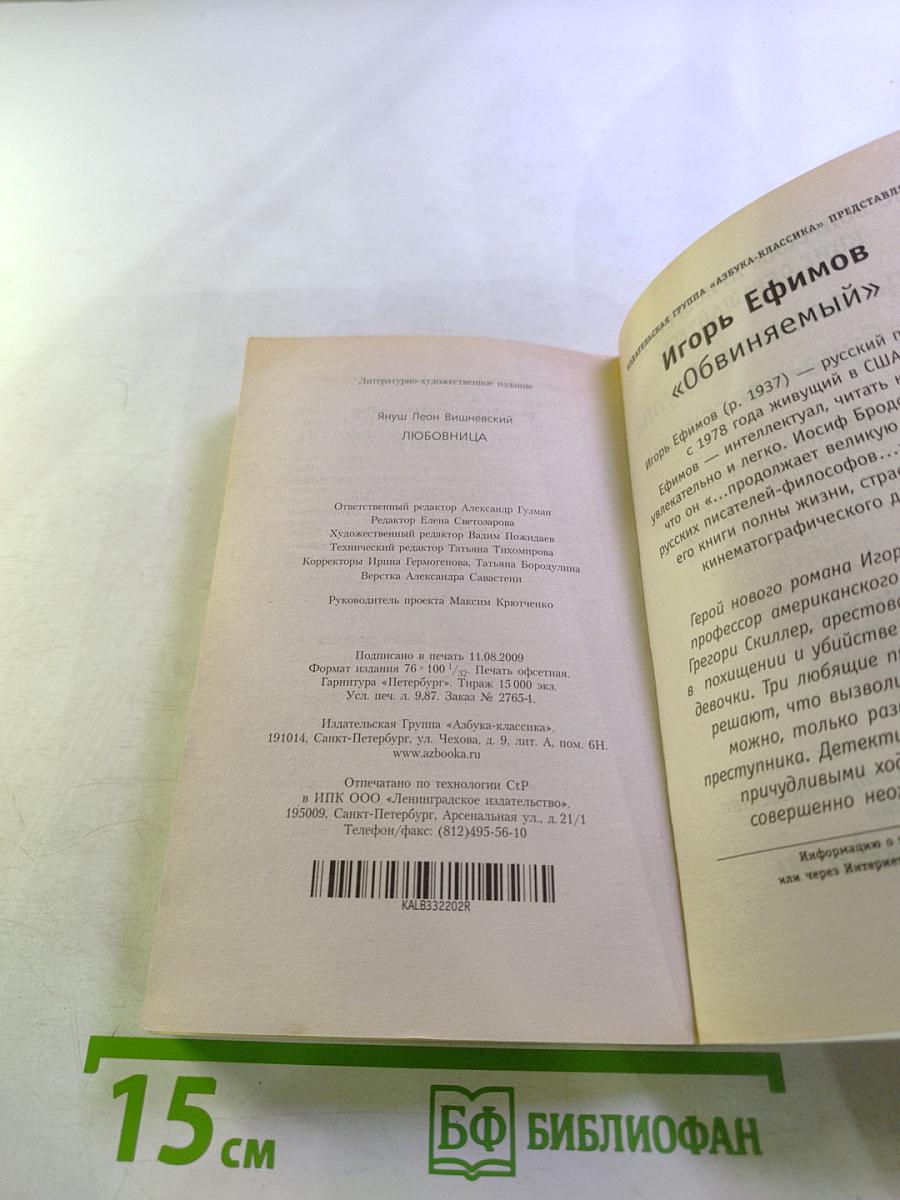 Литературно-художественное издание
Януш Леон Вишневский
ЛЮБОВНИЦА
Ответственный редактор Александр Гузман
Редактор Елена Светозарова
Художественный редактор Вадим Пожидаев
Технический редактор Татьяна Тихомирова
Корректоры Ирина Гермогенова, Татьяна Бородулина
Верстка Александра Савастени
Руководитель проекта Максим Крютченко
Подписано в печать 11.08.2009
Формат издания 76 × 100 1/32. Печать офсетная.
Гарнитура «Петербург». Тираж 15 000 экз.
Усл. печ. л. 9,87. Заказ № 2765-1.
Издательская Группа «Азбука-классика».
191014, Санкт-Петербург, ул. Чехова, д. 9, лит. А, пом. 6Н.
www.azbooka.ru
Отпечатано по технологии CtP
в ИПК ООО «Ленинградское издательство».
195009, Санкт-Петербург, Арсенальная ул., д. 21/1
Телефон/факс: (812)495-56-10
KALB332202R
ИЗДАТЕЛЬСКАЯ ГРУППА «АЗБУКА-КЛАССИКА»
Игорь Ефимов
«Обвиняемый»
Игорь Ефимов (р. 1937) — русский
с 1978 года живущий в США
Ефимов — интеллектуал, читать
увлекательно и легко. Иосиф
что он «...продолжает великую
русских писателей-философов...
его книги полны жизни,
кинематографического
Герой нового романа
профессор американского
Грегори Скиллер,
в похищении и убийстве
девочки. Три любящие
решают, что
можно, только
преступника.
причудливыми
совершенно
Информацию о
или через
15 см
БФ БИБЛИОФАН